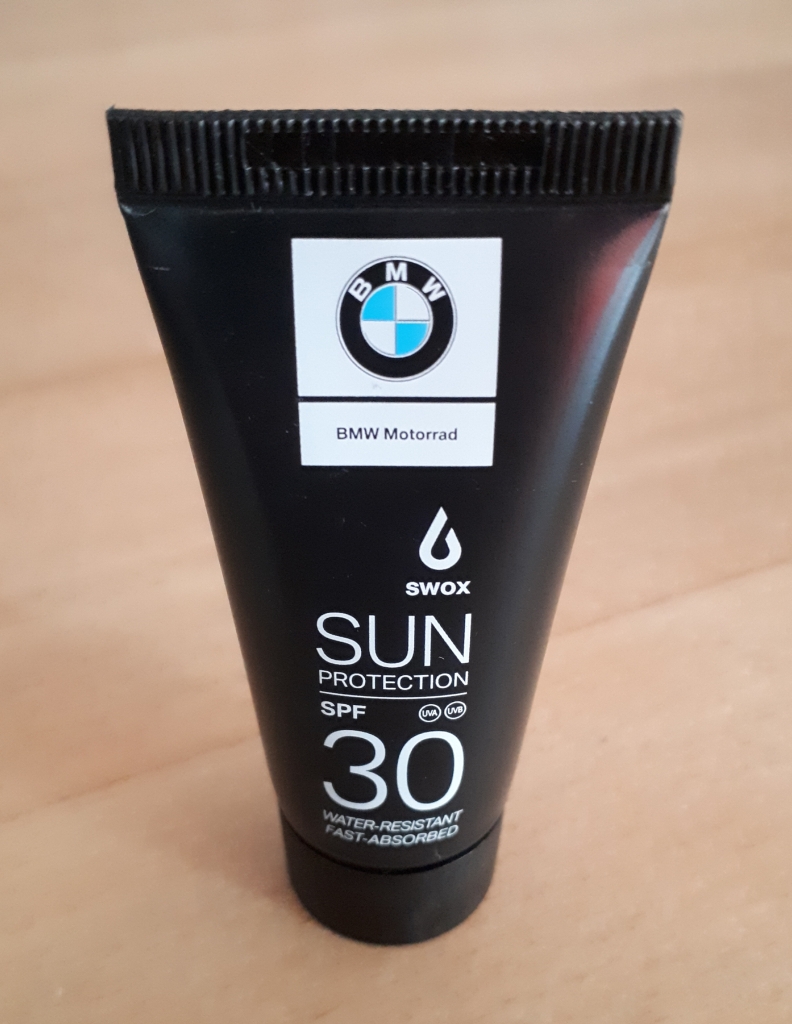 BMW
BMW Motorrad
swox
SUN
PROTECTION
SPF UVA UVB
30
WATER-RESISTANT
FAST-ABSORBED